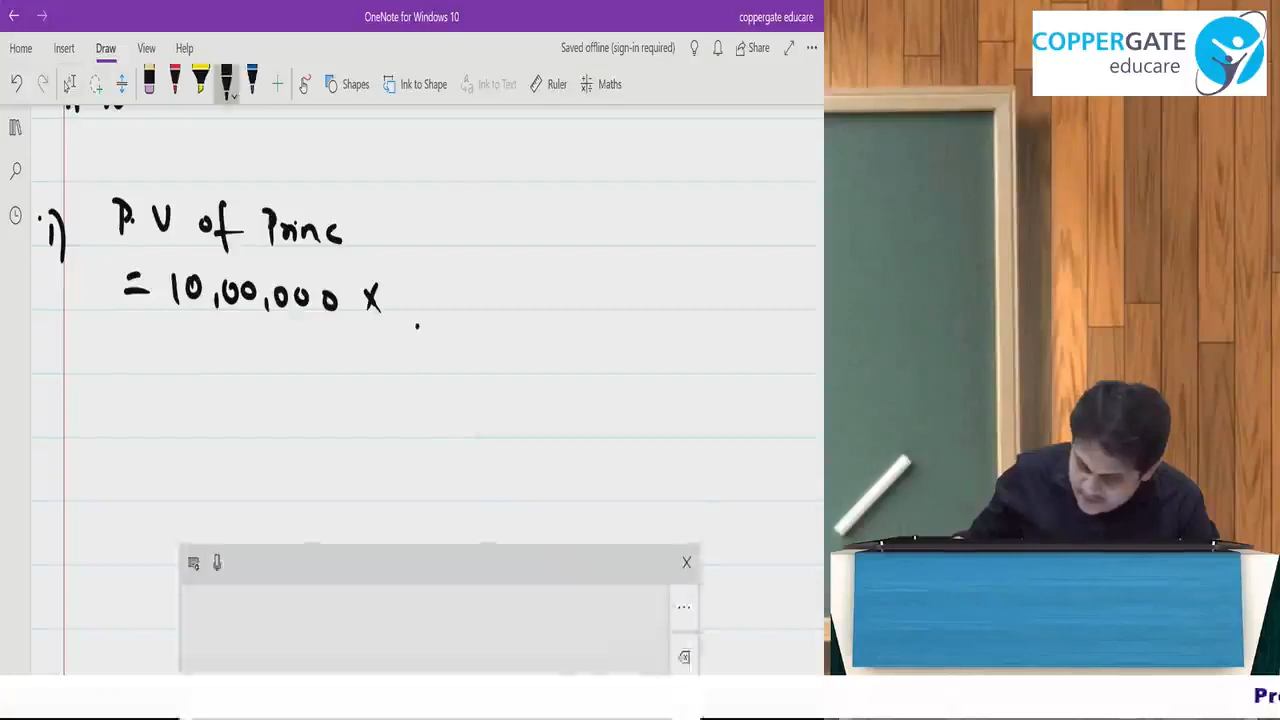 OneNote for Windows 10
coppergate educare
Home Insert Draw View Help
Saved offline (sign-in required)
Share
Shapes
Ink to Shape
Ink to Text
Ruler
Maths
COPPERGATE
educare
i) P.V of Princ
= 10,00,000 ×